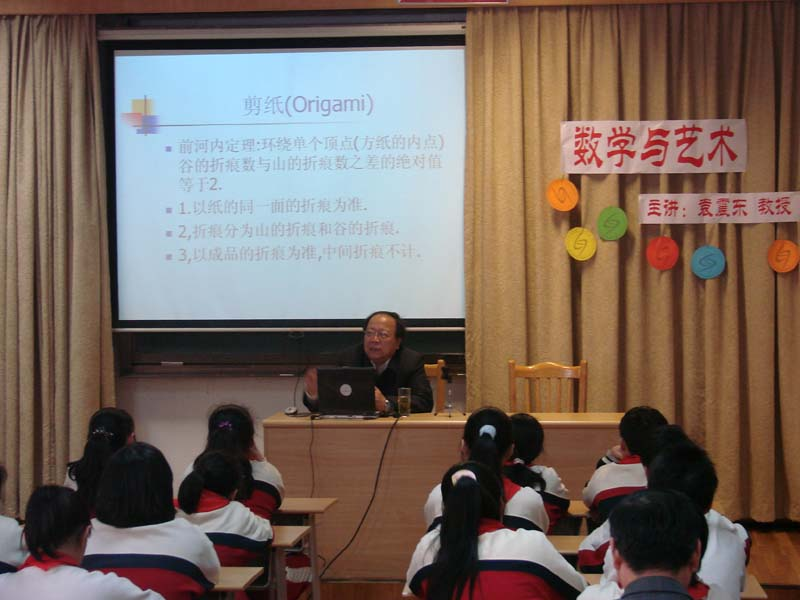 剪纸(Origami)
前河内定理:环绕单个顶点(方纸的内点)
谷的折痕数与山的折痕数之差的绝对值
等于2.
1.以纸的同一面的折痕为准.
2,折痕分为山的折痕和谷的折痕.
3,以成品的折痕为准,中间折痕不计.
数学与艺术
主讲：袁震东 教授